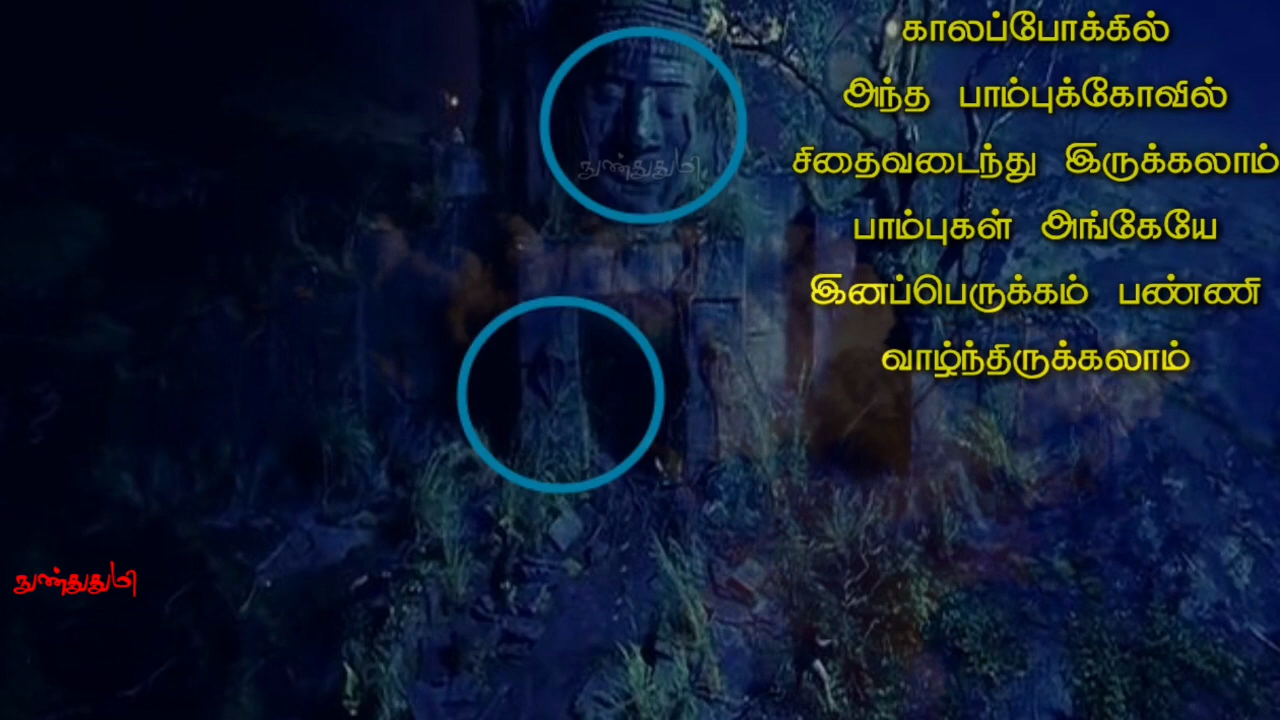 காலப்போக்கில்
அந்த பாம்புக்கோவில்
சிதைவடைந்து இருக்கலாம்
பாம்புகள் அங்கேயே
இனப்பெருக்கம் பண்ணி
வாழ்ந்திருக்கலாம்
நுண்துதுமி
நுண்துதுமி